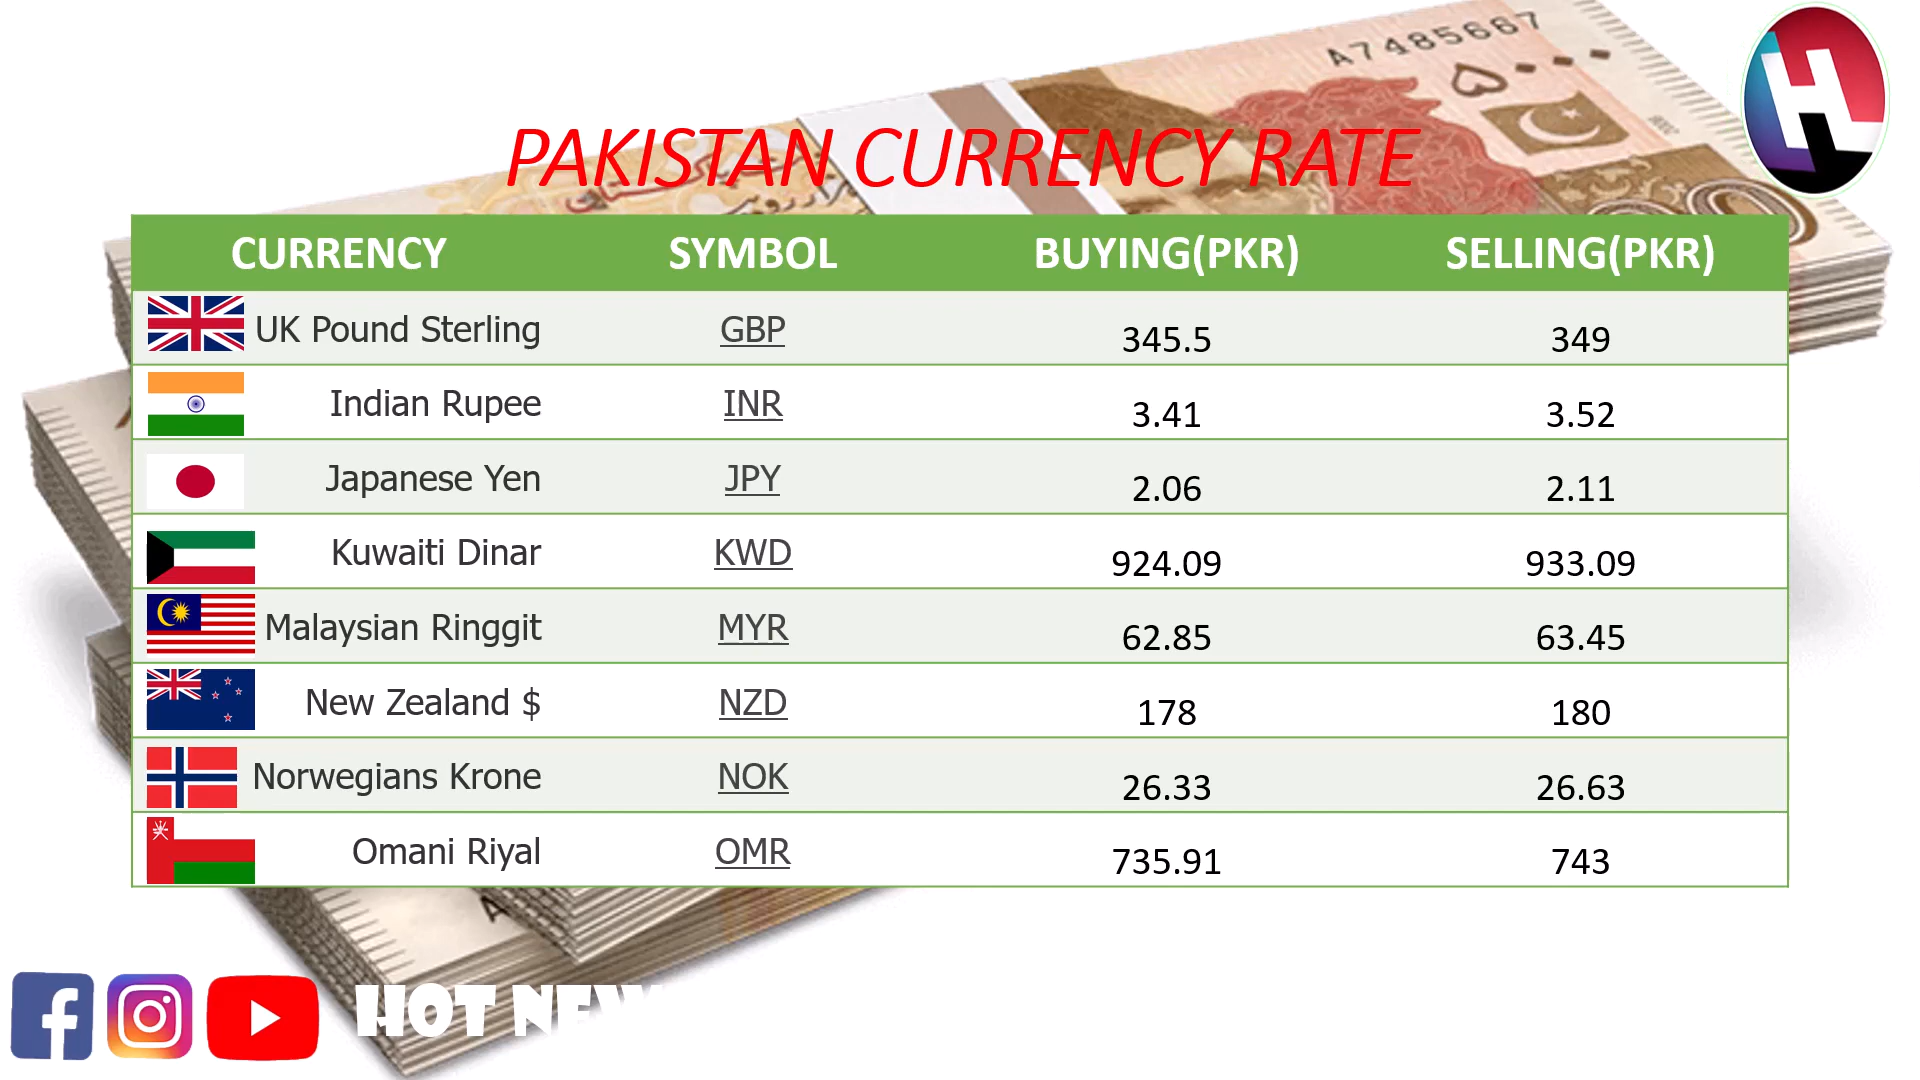 A7485667
۵۰۰۰
PAKISTAN CURRENCY RATE
CURRENCY SYMBOL BUYING(PKR) SELLING(PKR)
UK Pound Sterling GBP 345.5 349
Indian Rupee INR 3.41 3.52
Japanese Yen JPY 2.06 2.11
Kuwaiti Dinar KWD 924.09 933.09
Malaysian Ringgit MYR 62.85 63.45
New Zealand $ NZD 178 180
Norwegians Krone NOK 26.33 26.63
Omani Riyal OMR 735.91 743
HOT NEW